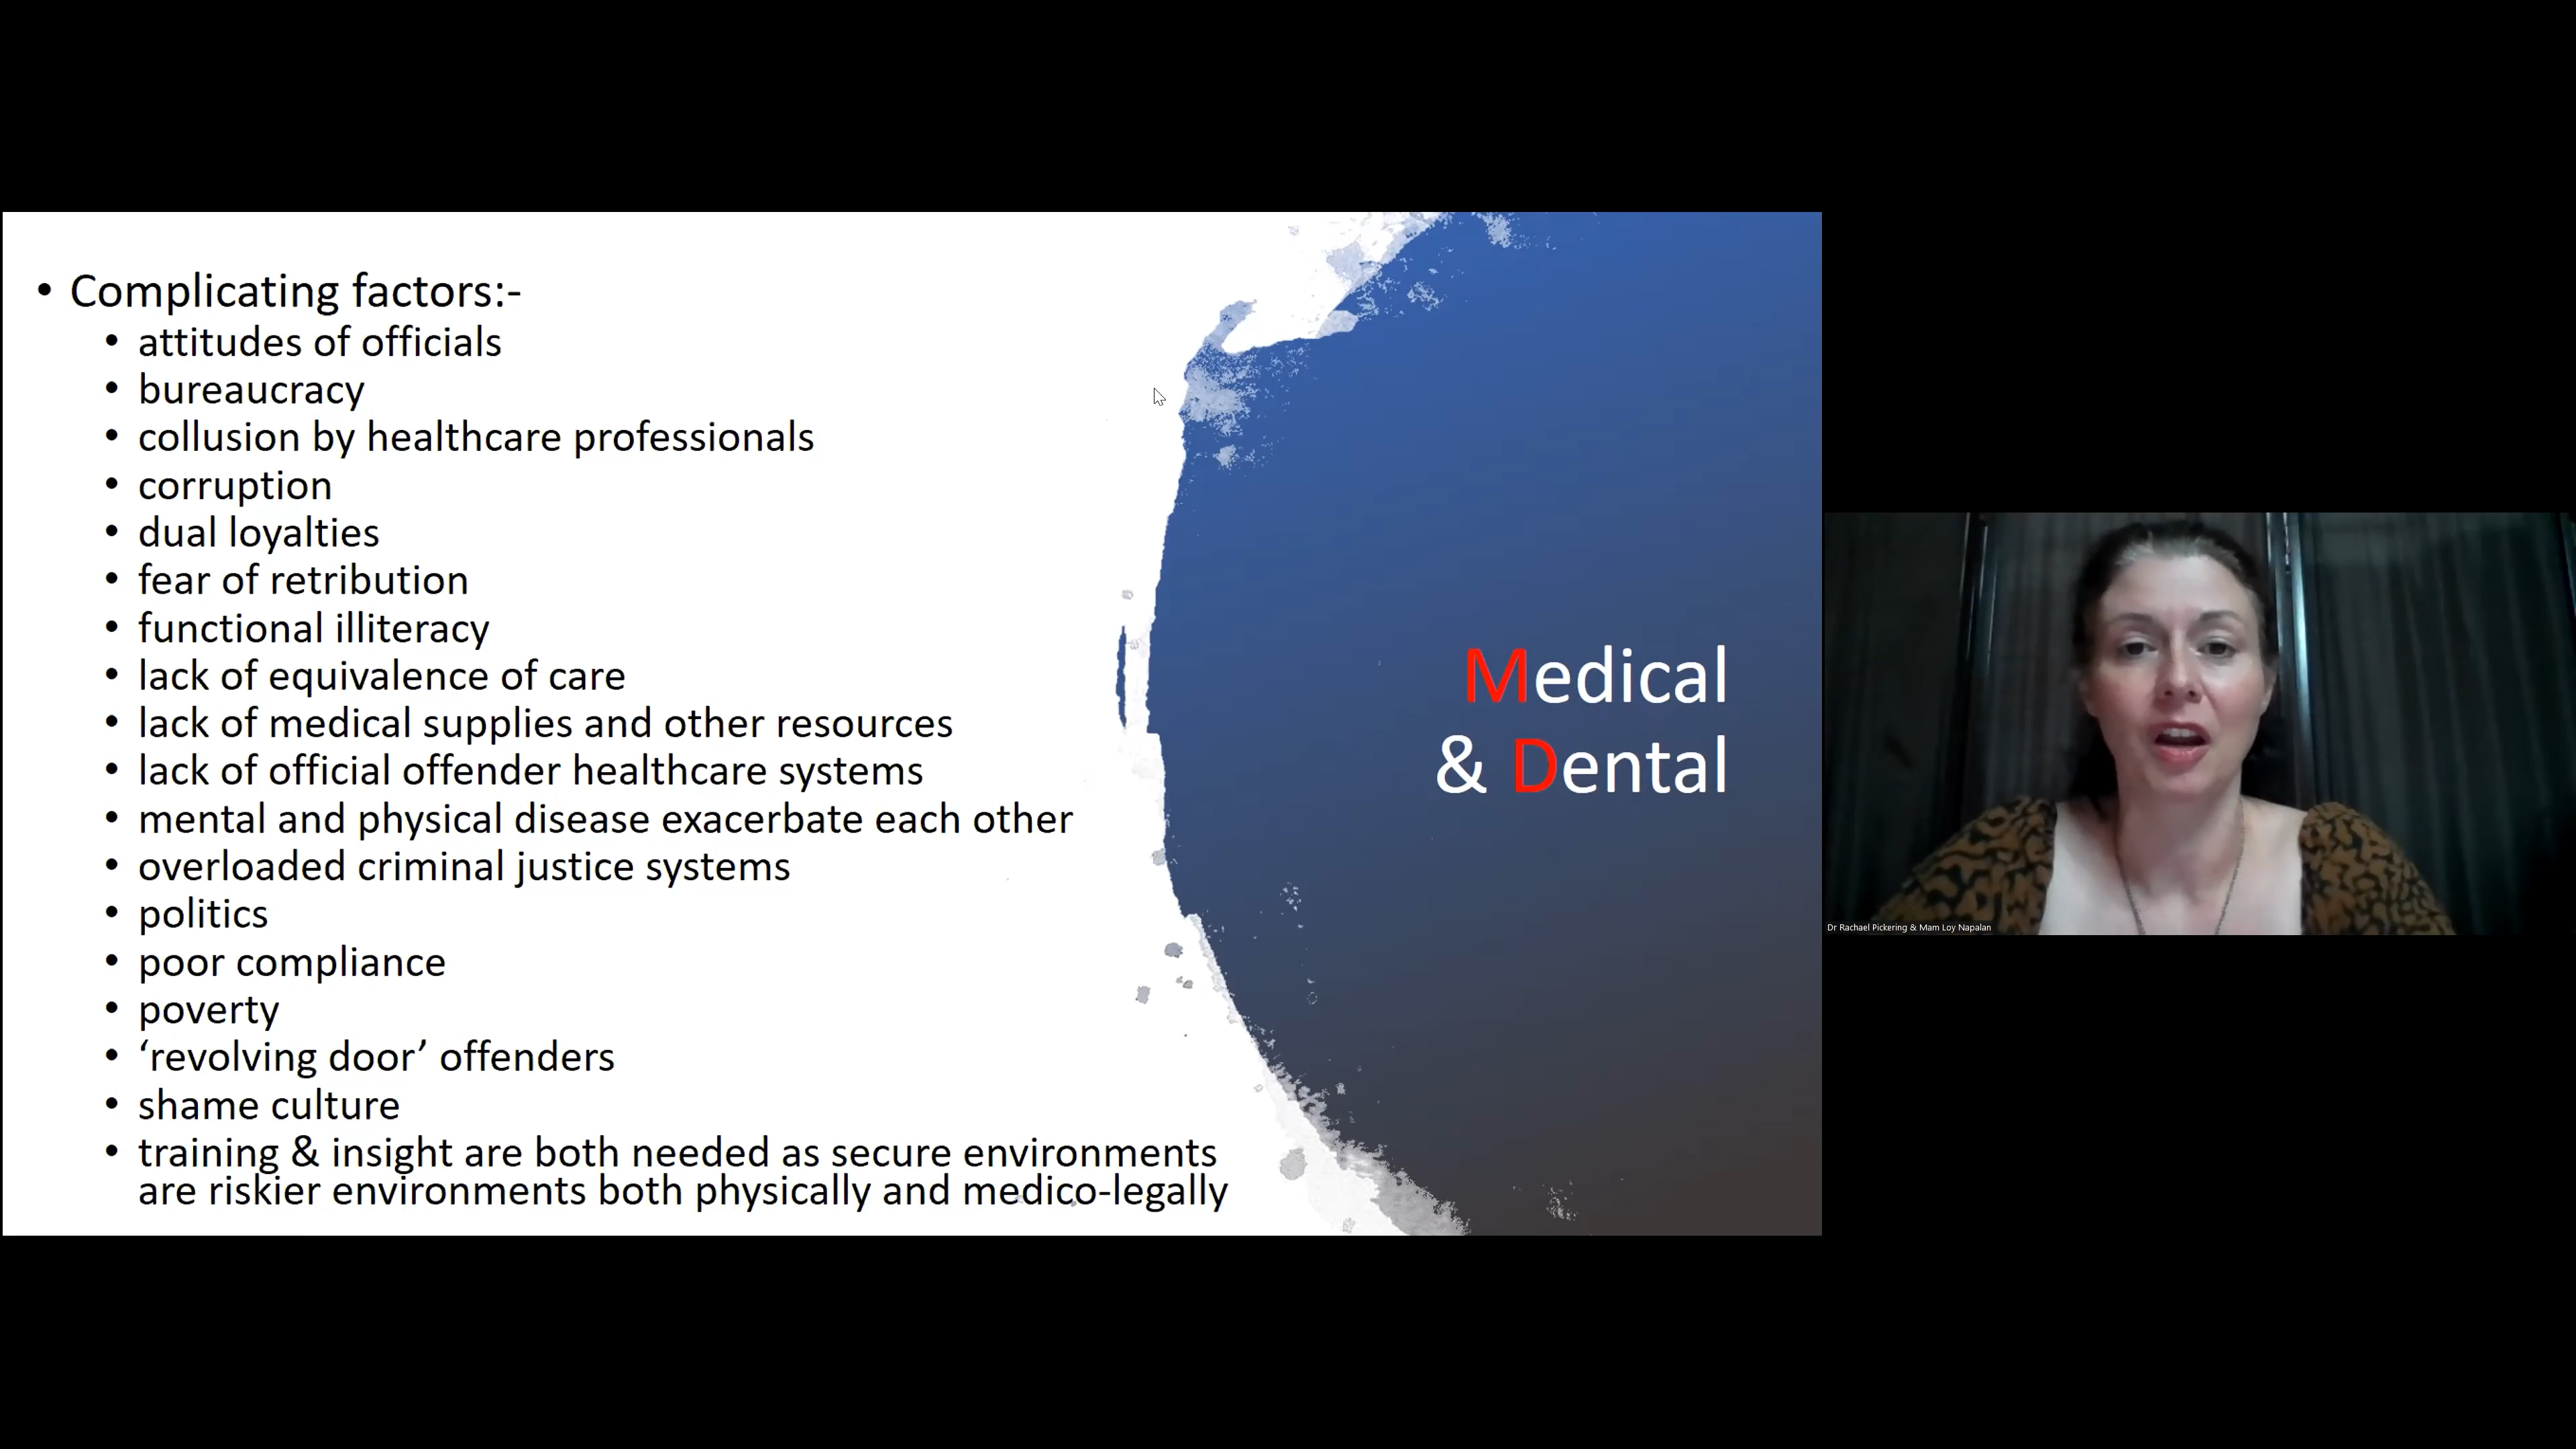 • Complicating factors:-
• attitudes of officials
• bureaucracy
• collusion by healthcare professionals
• corruption
• dual loyalties
• fear of retribution
• functional illiteracy
• lack of equivalence of care
• lack of medical supplies and other resources
• lack of official offender healthcare systems
• mental and physical disease exacerbate each other
• overloaded criminal justice systems
• politics
• poor compliance
• poverty
• ‘revolving door’ offenders
• shame culture
• training & insight are both needed as secure environments
are riskier environments both physically and medico-legally
Medical
& Dental
Dr Rachael Pickering & Mam Loy Napalan